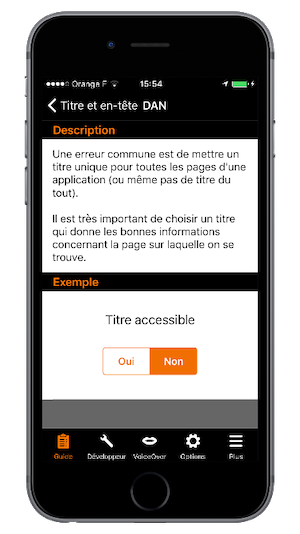 Orange F 15:54
Titre et en-tête DAN
Description
Une erreur commune est de mettre un
titre unique pour toutes les pages d'une
application (ou même pas de titre du
tout).
Il est très important de choisir un titre
qui donne les bonnes informations
concernant la page sur laquelle on se
trouve.
Exemple
Titre accessible
Oui Non
Guide Développeur VoiceOver Options Plus